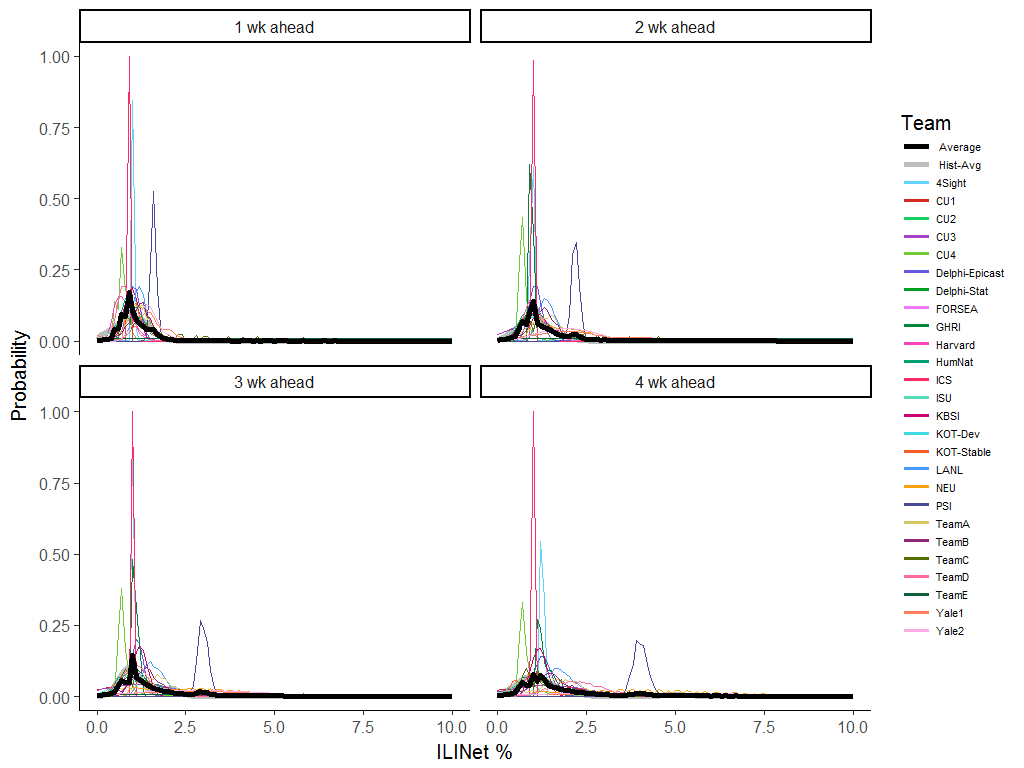 1 wk ahead
2 wk ahead
1.00
0.75
0.50
0.25
0.00
3 wk ahead
4 wk ahead
1.00
0.75
0.50
0.25
0.00
0.0
2.5
5.0
7.5
10.0
0.0
2.5
5.0
7.5
10.0
ILINet %
Probability
Team
Average
Hist-Avg
4Sight
CU1
CU2
CU3
CU4
Delphi-Epicast
Delphi-Stat
FORSEA
GHRI
Harvard
HumNat
ICS
ISU
KBSI
KOT-Dev
KOT-Stable
LANL
NEU
PSI
TeamA
TeamB
TeamC
TeamD
TeamE
Yale1
Yale2